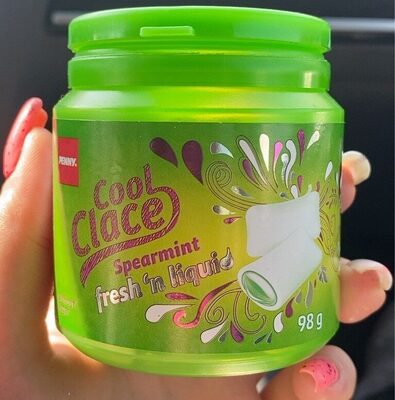 PENNY.
Cool
Clace
Spearmint
fresh 'n liquid
98 g